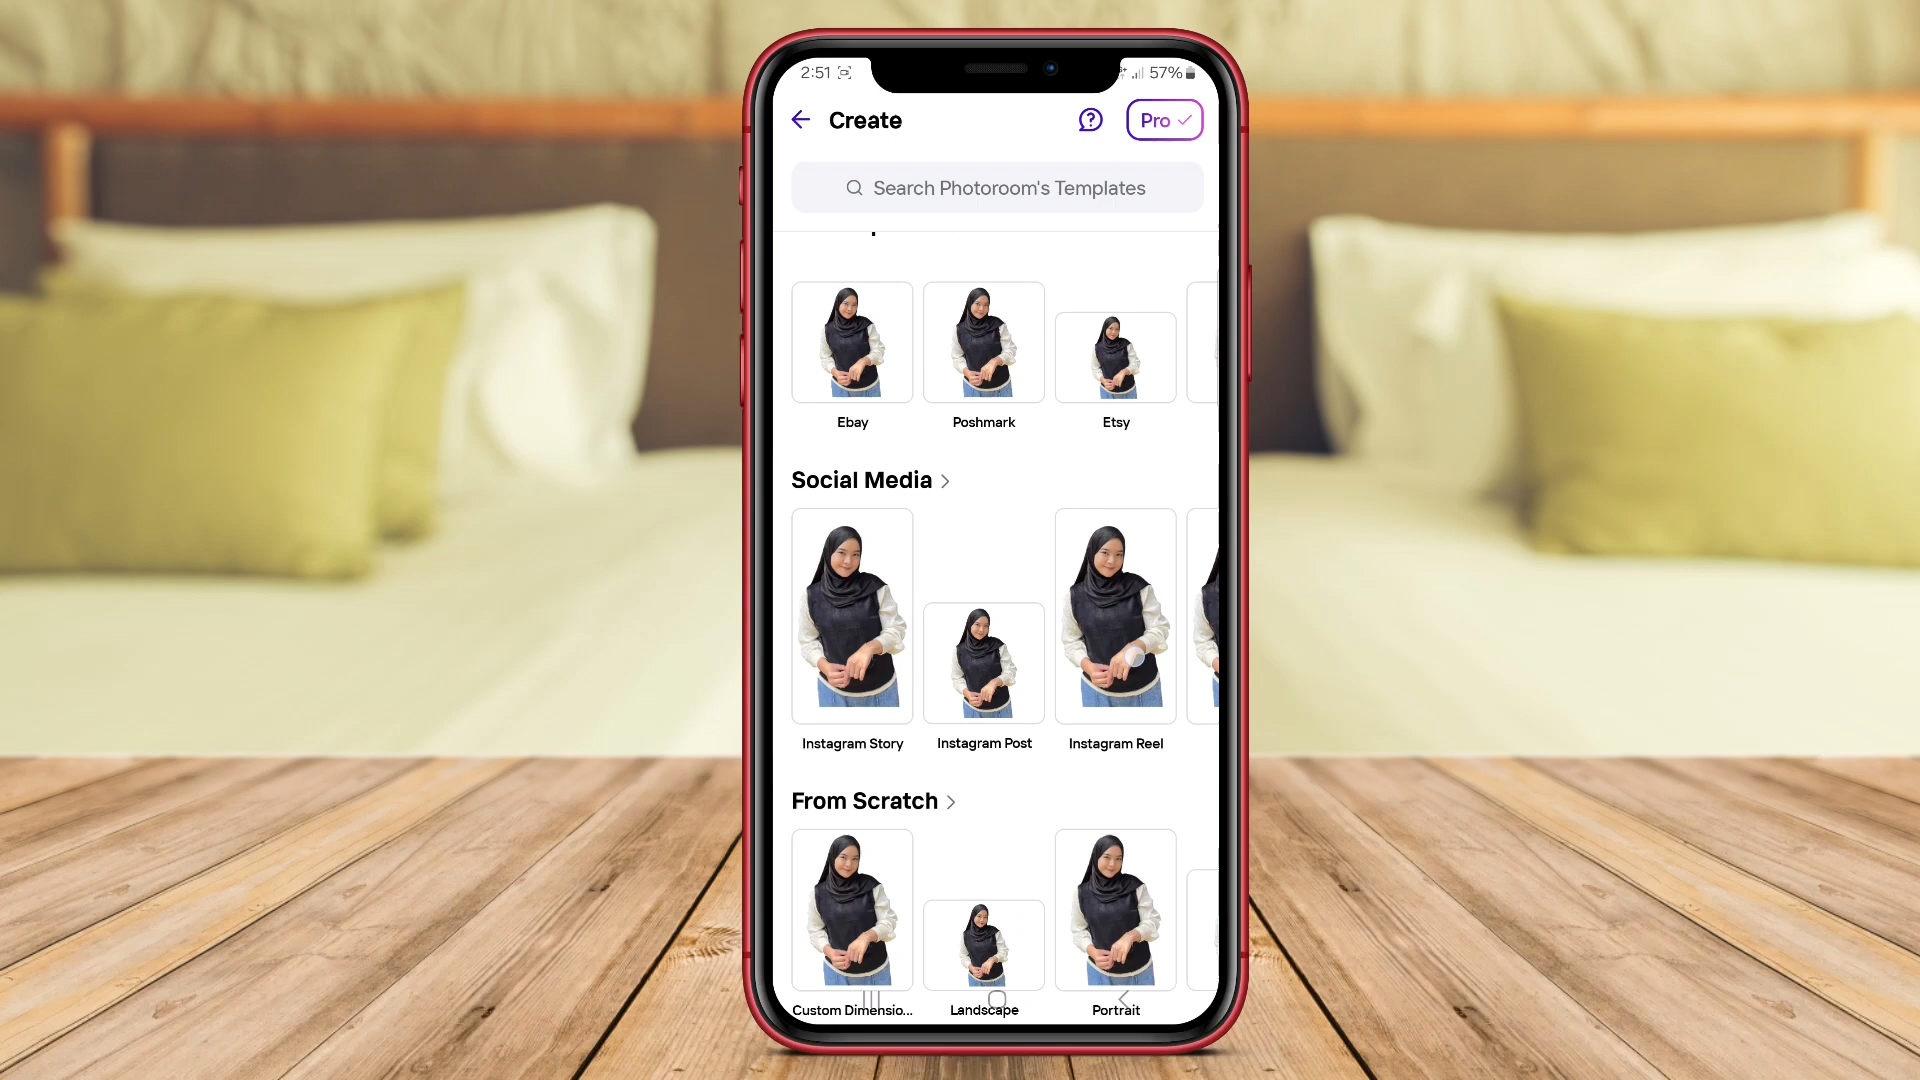 2:51 57%
Create Pro
Search Photoroom's Templates
Ebay Poshmark Etsy
Social Media
Instagram Story Instagram Post Instagram Reel
From Scratch
Custom Dimensio... Landscape Portrait